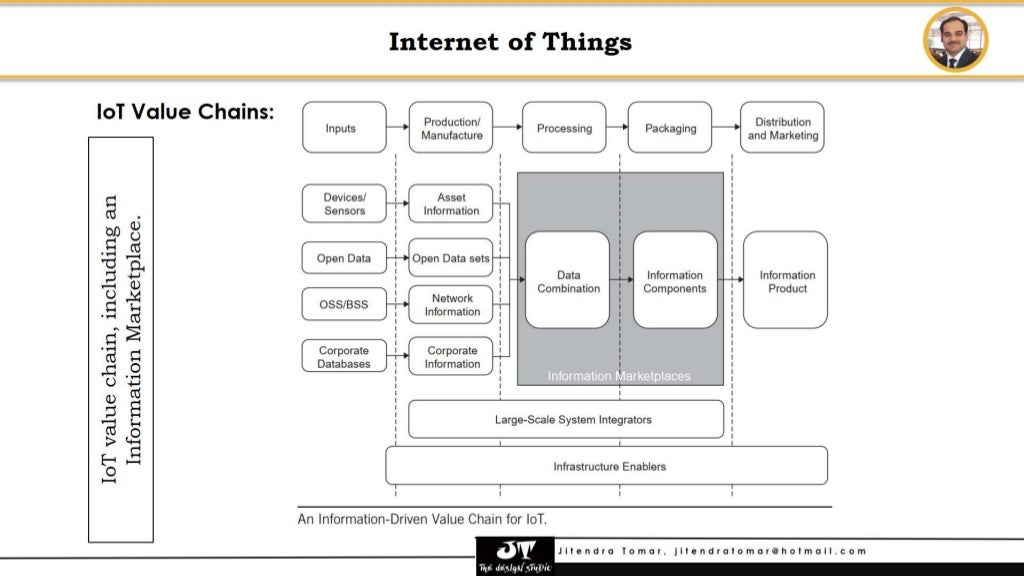 Internet of Things
IoT Value Chains:
IoT value chain, including an
Information Marketplace.
Inputs
Production/
Manufacture
Processing
Packaging
Distribution
and Marketing
Devices/
Sensors
Asset
Information
Open Data
Open Data sets
OSS/BSS
Network
Information
Corporate
Databases
Corporate
Information
Data
Combination
Information
Components
Information
Product
Information Marketplaces
Large-Scale System Integrators
Infrastructure Enablers
An Information-Driven Value Chain for IoT.
JT
The design studio
Jitendra Tomar, jitendratomar@hotmail.com